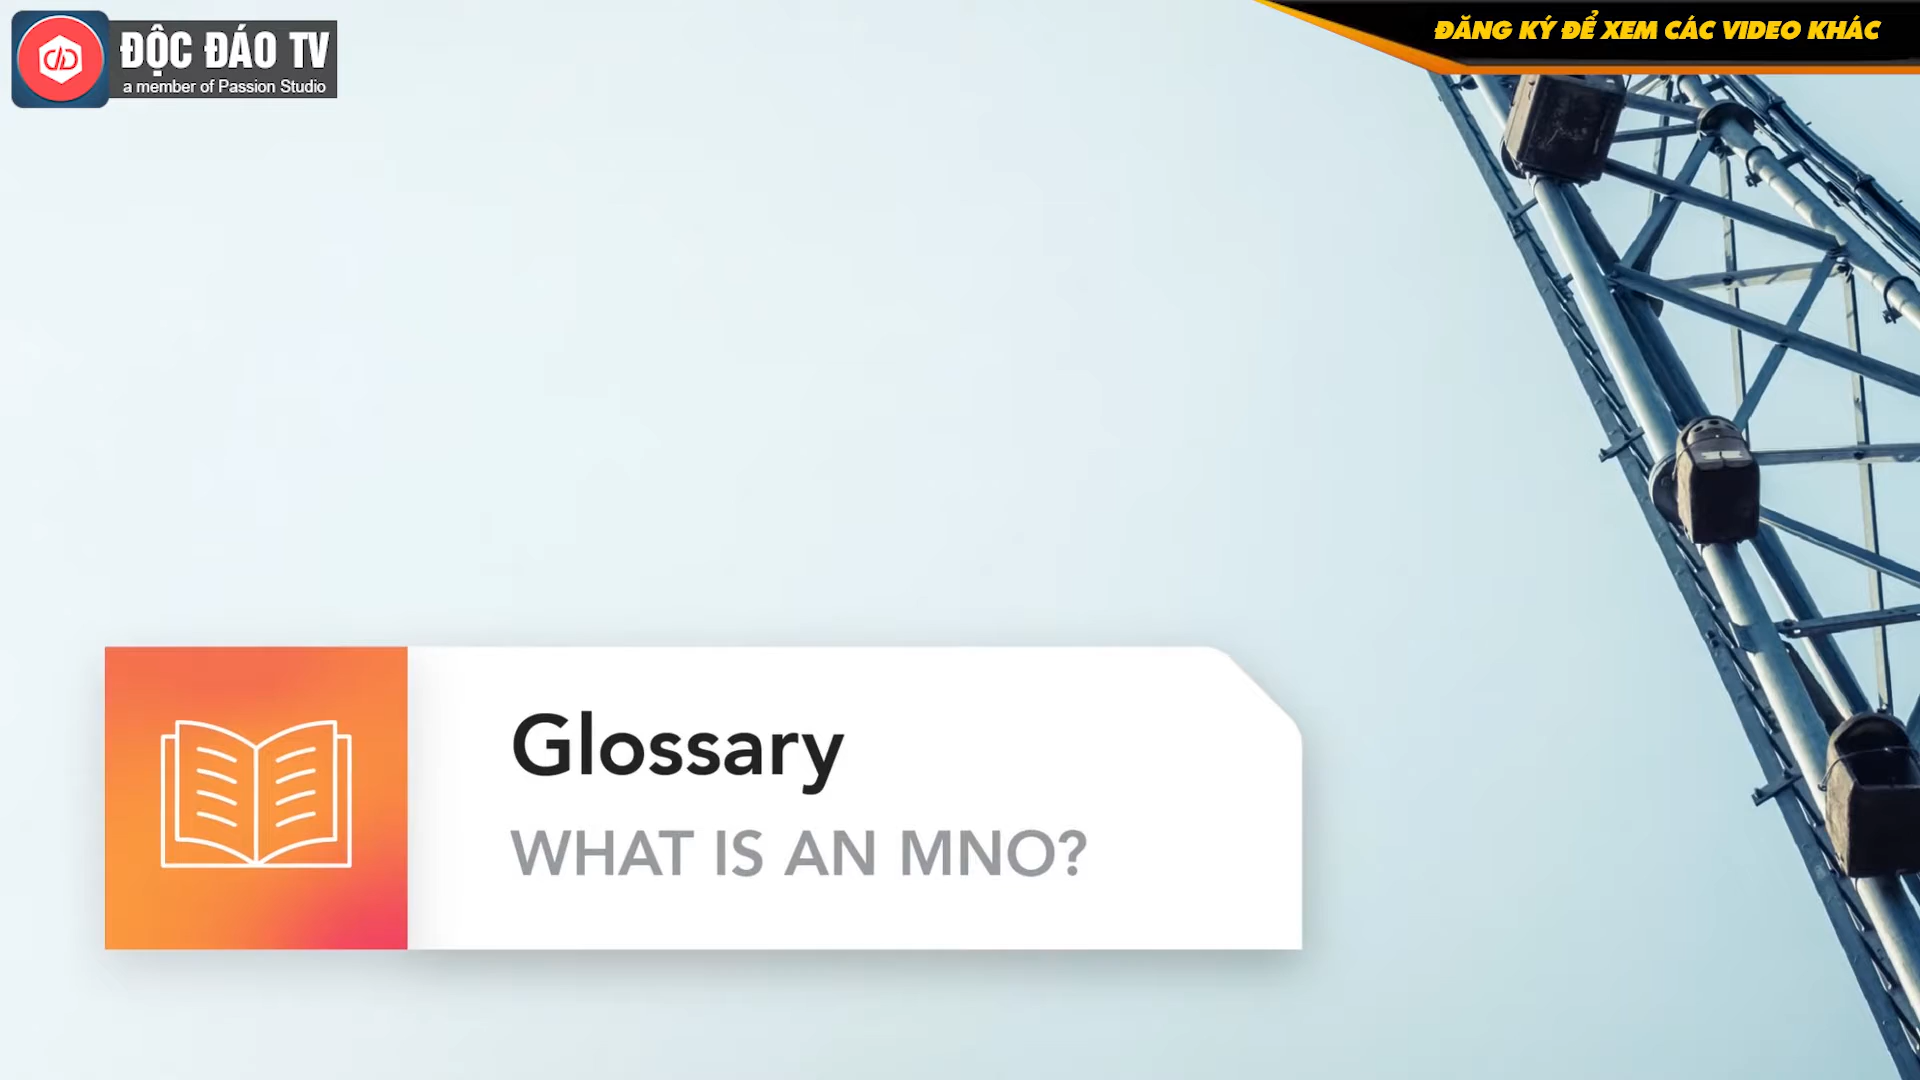 ĐỘC ĐÁO TV
a member of Passion Studio
ĐĂNG KÝ ĐỂ XEM CÁC VIDEO KHÁC
Glossary
WHAT IS AN MNO?